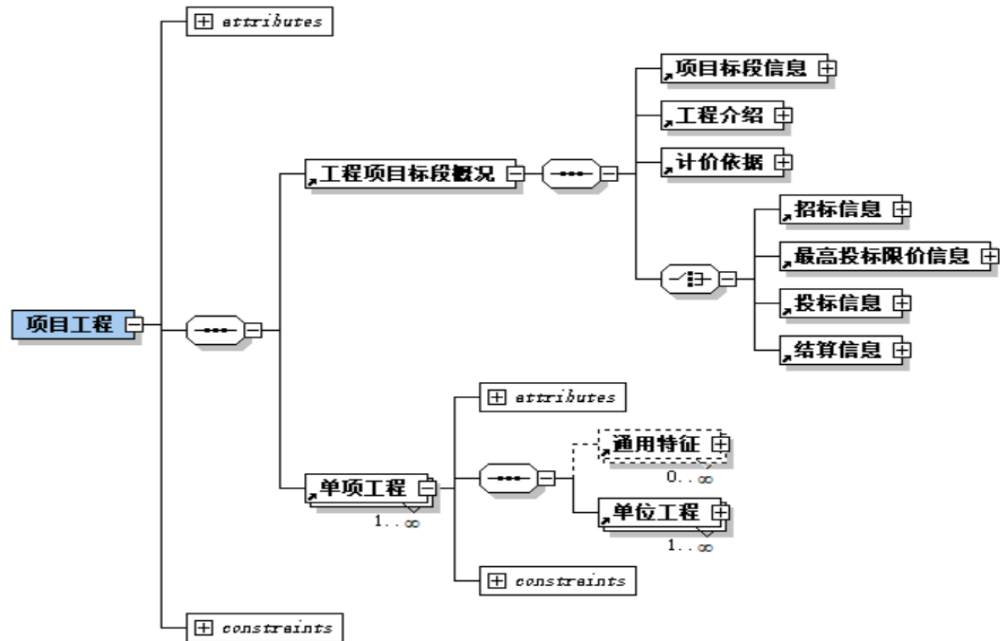 attributes
项目标段信息
工程介绍
计价依据
工程项目标段概况
招标信息
最高投标限价信息
投标信息
结算信息
项目工程
attributes
通用特征
0..∞
单项工程
1..∞
单位工程
1..∞
constraints
constraints